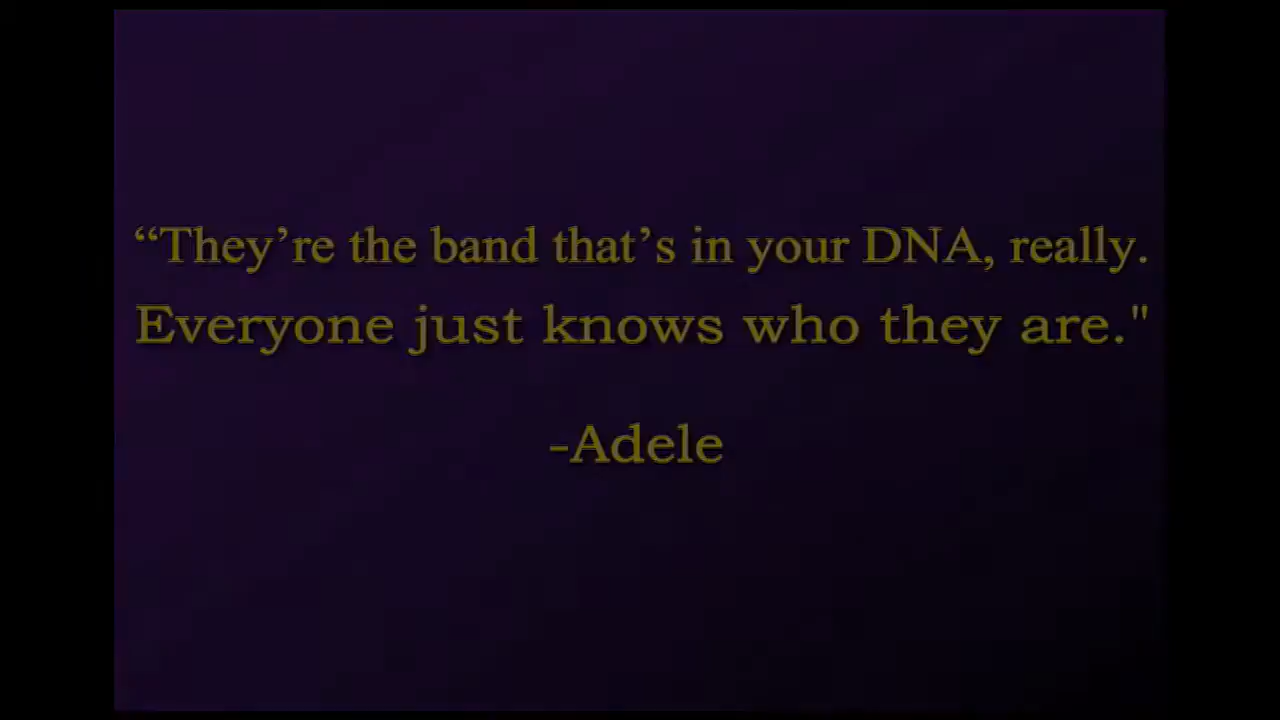 “They’re the band that’s in your DNA, really.
Everyone just knows who they are."
-Adele